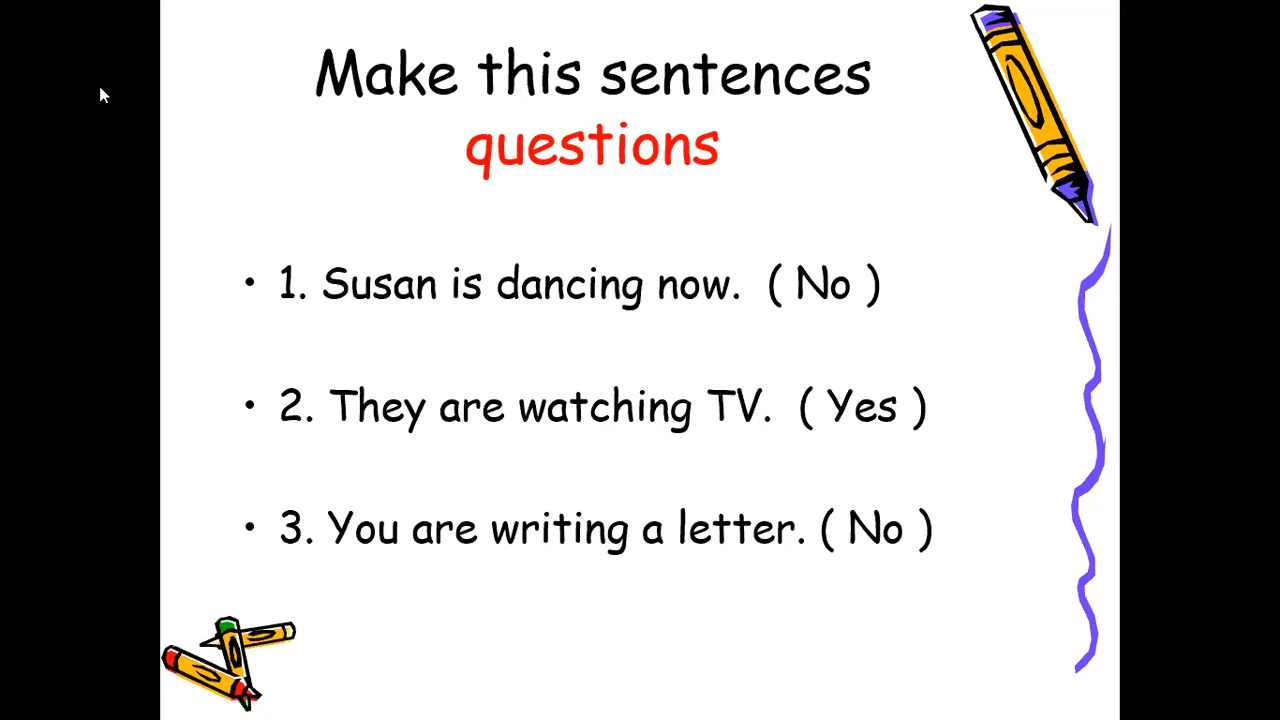 Make this sentences
questions
• 1. Susan is dancing now. ( No )
• 2. They are watching TV. ( Yes )
• 3. You are writing a letter. ( No )